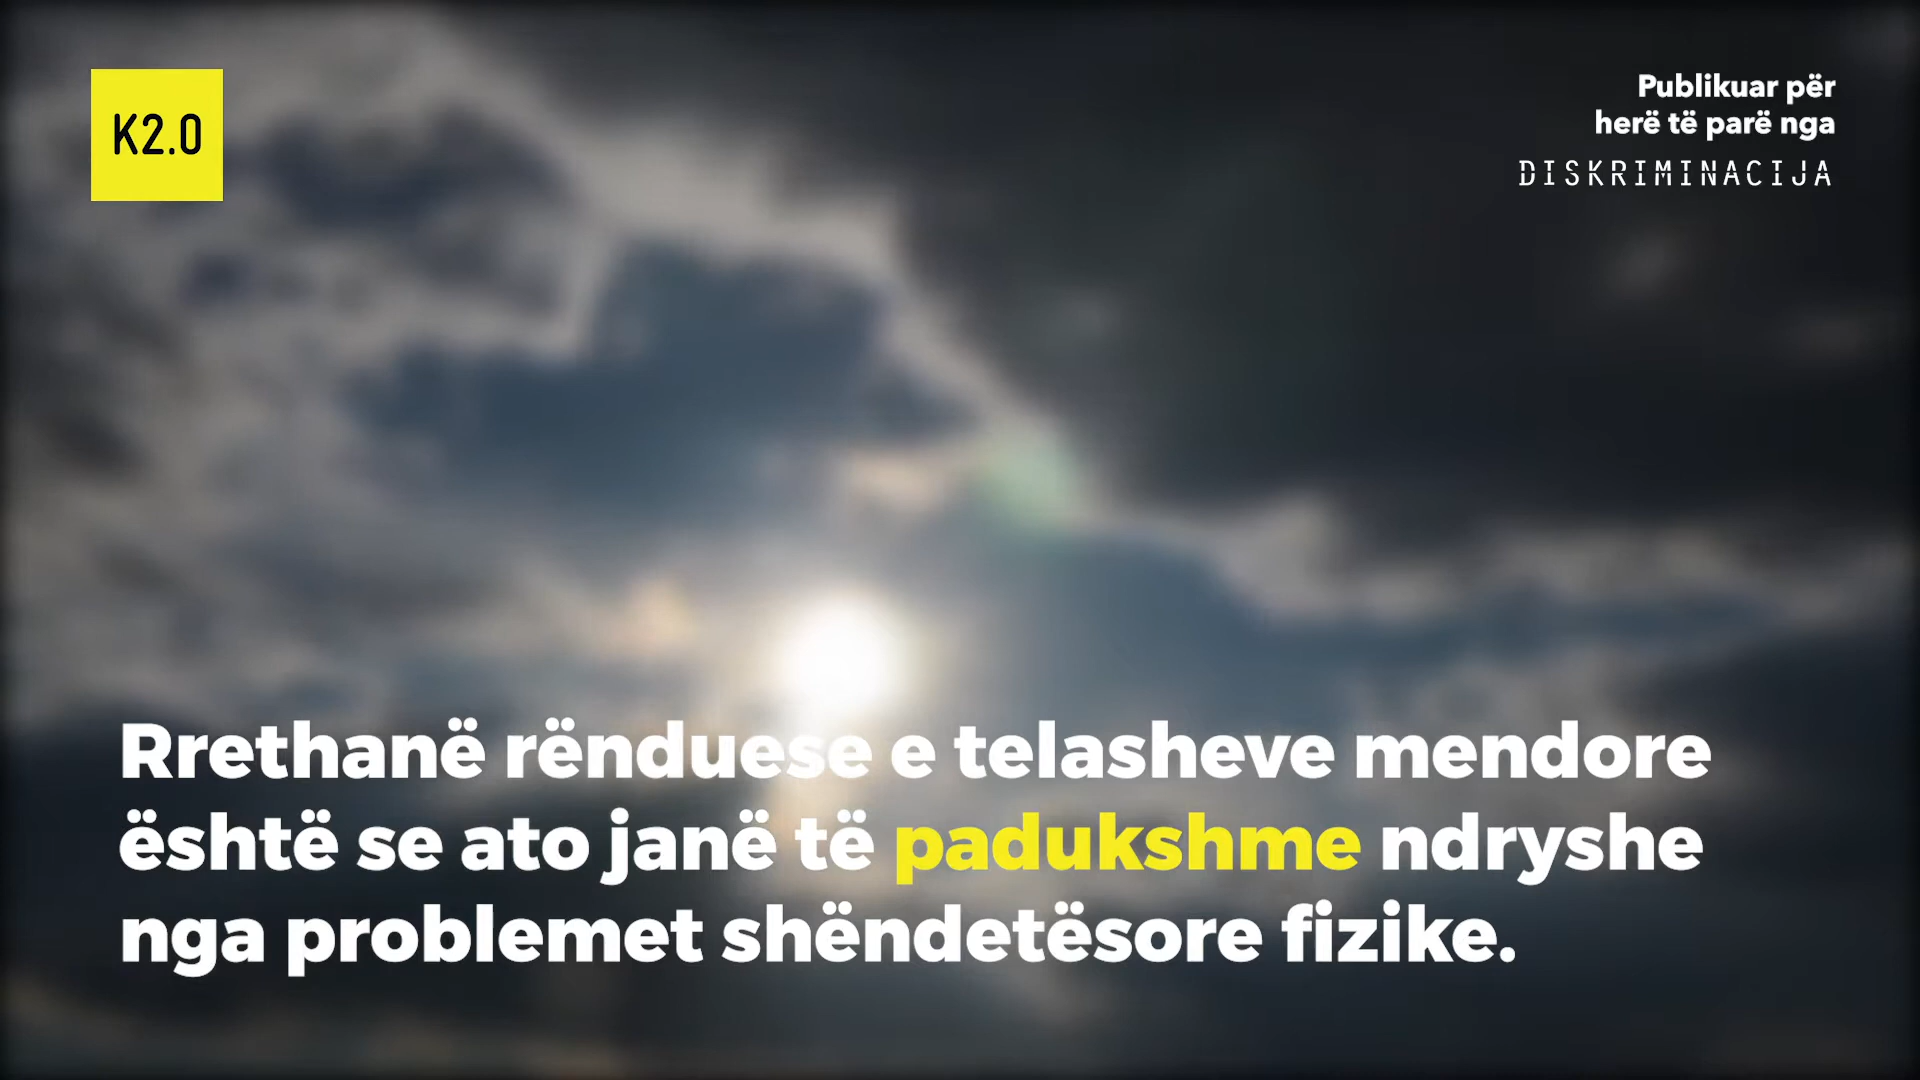 K2.0
Publikuar për
herë të parë nga
DISKRIMINACIJA
Rrethanë rënduese e telasheve mendore
është se ato janë të padukshme ndryshe
nga problemet shëndetësore fizike.